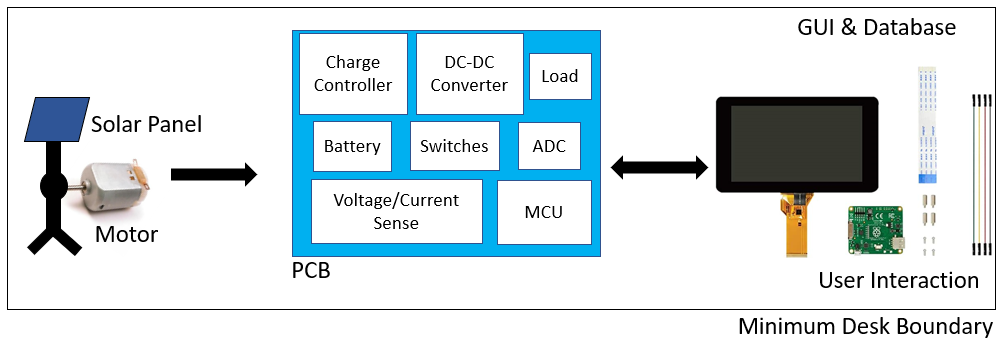 GUI & Database
Solar Panel
Motor
Charge
Controller
DC-DC
Converter
Load
Battery
Switches
ADC
Voltage/Current
Sense
MCU
PCB
User Interaction
Minimum Desk Boundary